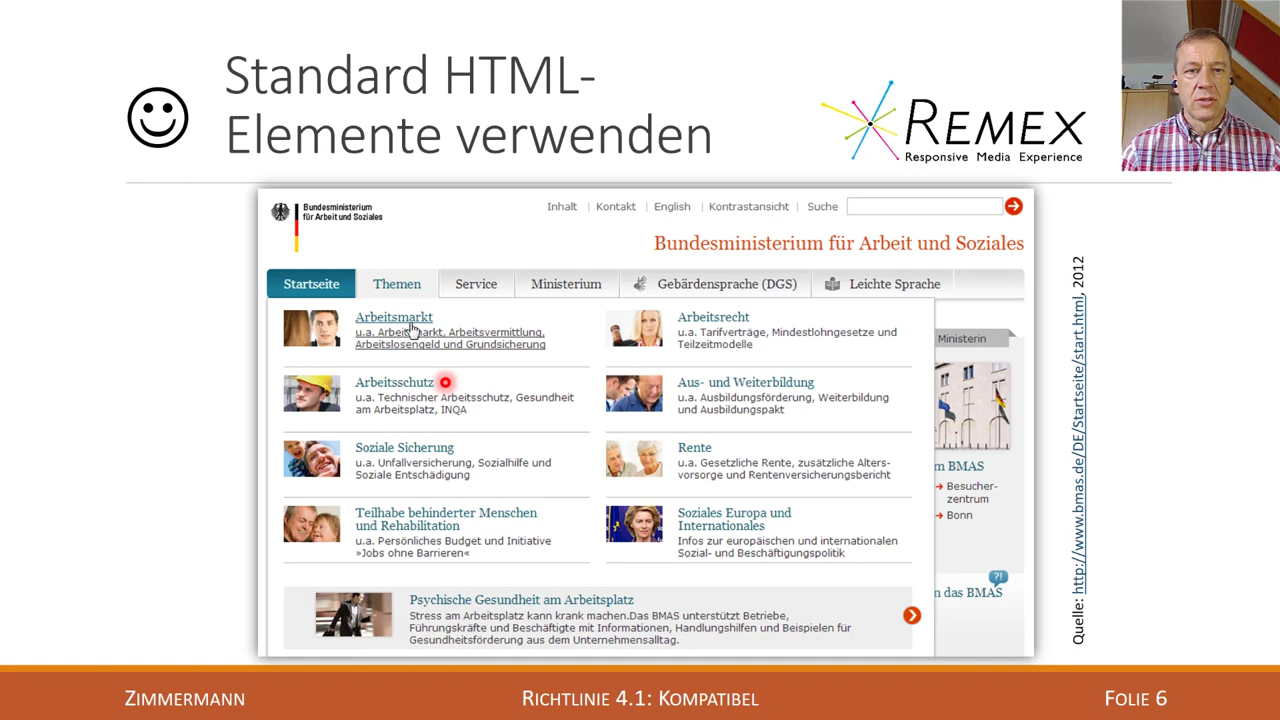 Standard HTML-
Elemente verwenden
REMEX
Responsive Media Experience
Bundesministerium
für Arbeit und Soziales
Inhalt | Kontakt | English | Kontrastansicht | Suche
Bundesministerium für Arbeit und Soziales
Startseite Themen Service Ministerium Gebärdensprache (DGS) Leichte Sprache
Arbeitsmarkt
u.a. Arbeitsmarkt, Arbeitsvermittlung,
Arbeitslosengeld und Grundsicherung
Arbeitsrecht
u.a. Tarifverträge, Mindestlohngesetze und
Teilzeitmodelle
Arbeitsschutz
u.a. Technischer Arbeitsschutz, Gesundheit
am Arbeitsplatz, INQA
Aus- und Weiterbildung
u.a. Ausbildungsförderung, Weiterbildung
und Ausbildungspakt
Soziale Sicherung
u.a. Unfallversicherung, Sozialhilfe und
Soziale Entschädigung
Rente
u.a. Gesetzliche Rente, zusätzliche Alters-
vorsorge und Rentenversicherungsbericht
Teilhabe behinderter Menschen
und Rehabilitation
u.a. Persönliches Budget und Initiative
»Jobs ohne Barrieren«
Soziales Europa und
Internationales
Infos zur europäischen und internationalen
Sozial- und Beschäftigungspolitik
Psychische Gesundheit am Arbeitsplatz
Stress am Arbeitsplatz kann krank machen.Das BMAS unterstützt Betriebe,
Führungskräfte und Beschäftigte mit Informationen, Handlungshilfen und Beispielen für
Gesundheitsförderung aus dem Unternehmensalltag.
Ministerin
m BMAS
Besucher-
zentrum
Bonn
?!
n das BMAS
Quelle: http://www.bmas.de/DE/Startseite/start.html, 2012
ZIMMERMANN
RICHTLINIE 4.1: KOMPATIBEL
FOLIE 6